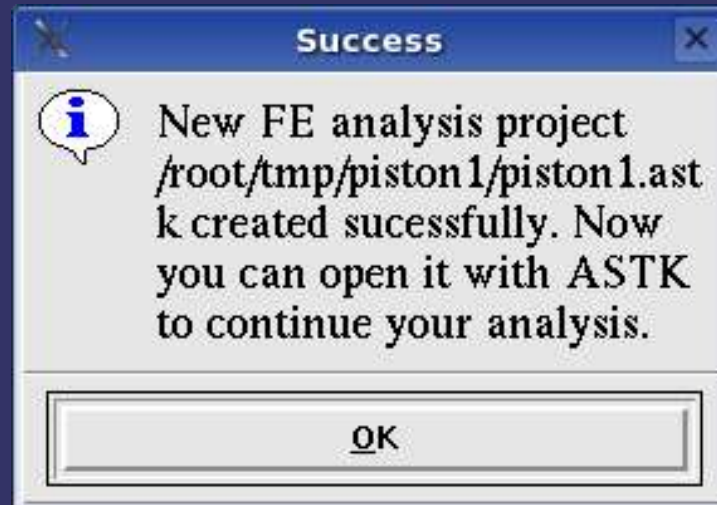 Success
i
New FE analysis project
/root/tmp/piston1/piston1.ast
k created sucessfully. Now
you can open it with ASTK
to continue your analysis.
OK